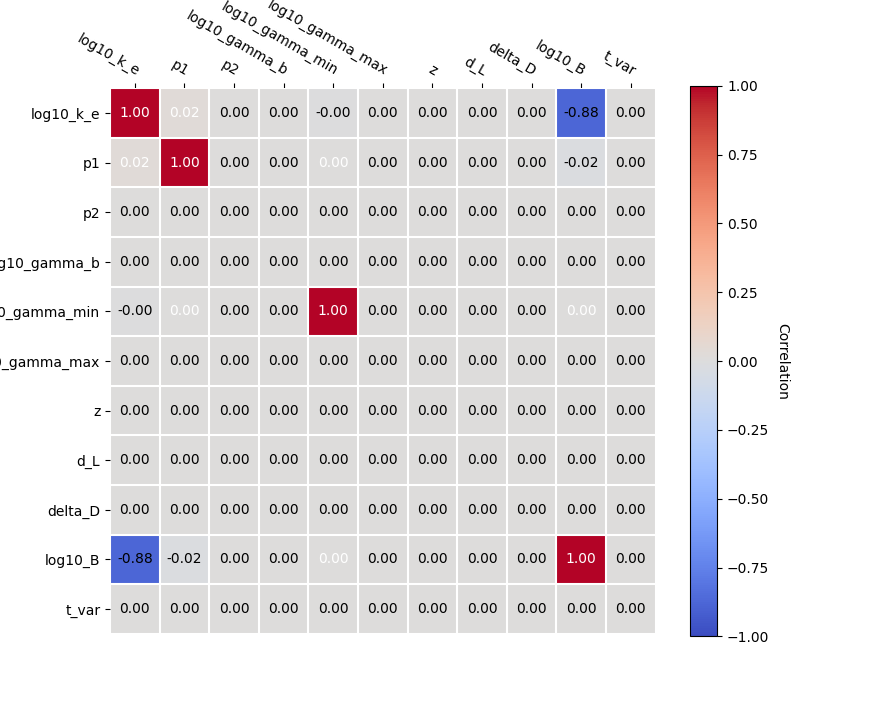 log10_k_e p1 p2 log10_gamma_b log10_gamma_min log10_gamma_max z d_L delta_D log10_B t_var
log10_k_e 1.00 0.02 0.00 0.00 -0.00 0.00 0.00 0.00 0.00 -0.88 0.00
p1 0.02 1.00 0.00 0.00 0.00 0.00 0.00 0.00 0.00 -0.02 0.00
p2 0.00 0.00 0.00 0.00 0.00 0.00 0.00 0.00 0.00 0.00 0.00
g10_gamma_b 0.00 0.00 0.00 0.00 0.00 0.00 0.00 0.00 0.00 0.00 0.00
0_gamma_min -0.00 0.00 0.00 0.00 1.00 0.00 0.00 0.00 0.00 0.00 0.00
0_gamma_max 0.00 0.00 0.00 0.00 0.00 0.00 0.00 0.00 0.00 0.00 0.00
z 0.00 0.00 0.00 0.00 0.00 0.00 0.00 0.00 0.00 0.00 0.00
d_L 0.00 0.00 0.00 0.00 0.00 0.00 0.00 0.00 0.00 0.00 0.00
delta_D 0.00 0.00 0.00 0.00 0.00 0.00 0.00 0.00 0.00 0.00 0.00
log10_B -0.88 -0.02 0.00 0.00 0.00 0.00 0.00 0.00 0.00 1.00 0.00
t_var 0.00 0.00 0.00 0.00 0.00 0.00 0.00 0.00 0.00 0.00 0.00
1.00
0.75
0.50
0.25
0.00
−0.25
−0.50
−0.75
−1.00
Correlation